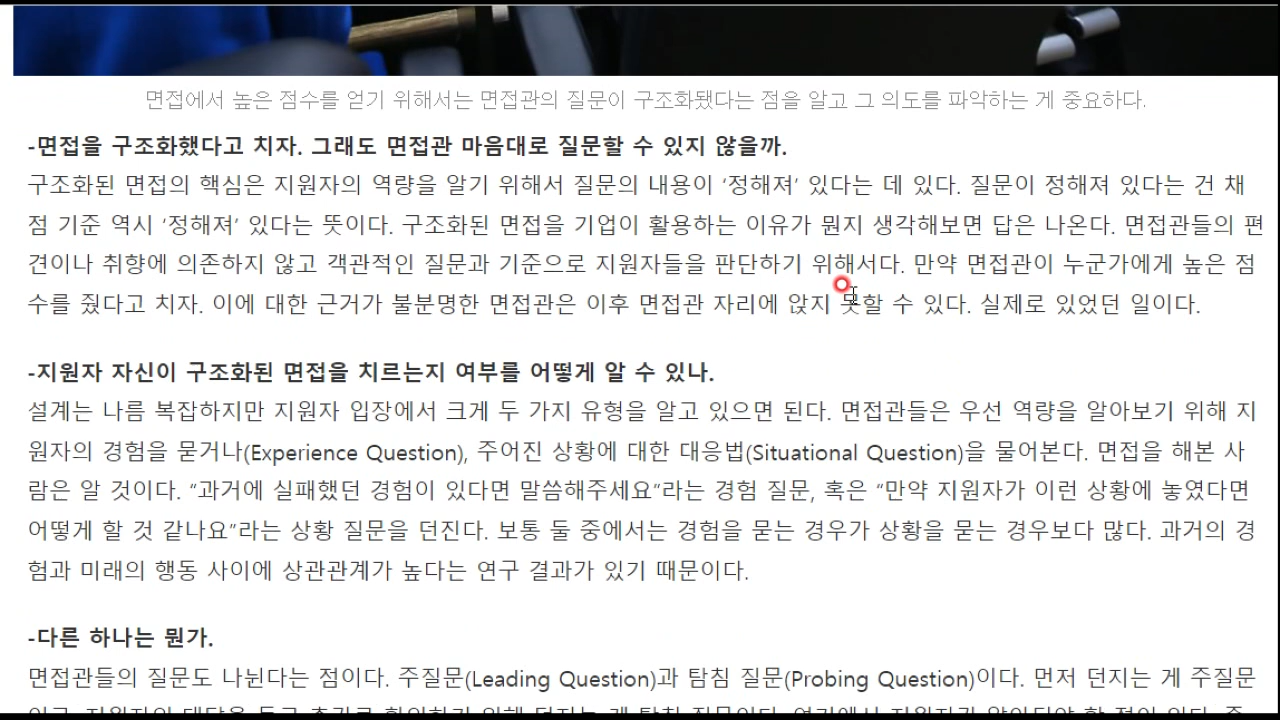 면접에서 높은 점수를 얻기 위해서는 면접관의 질문이 구조화됐다는 점을 알고 그 의도를 파악하는 게 중요하다.
-면접을 구조화했다고 치자. 그래도 면접관 마음대로 질문할 수 있지 않을까.
구조화된 면접의 핵심은 지원자의 역량을 알기 위해서 질문의 내용이 ‘정해져’ 있다는 데 있다. 질문이 정해져 있다는 건 채
점 기준 역시 ‘정해져’ 있다는 뜻이다. 구조화된 면접을 기업이 활용하는 이유가 뭔지 생각해보면 답은 나온다. 면접관들의 편
견이나 취향에 의존하지 않고 객관적인 질문과 기준으로 지원자들을 판단하기 위해서다. 만약 면접관이 누군가에게 높은 점
수를 줬다고 치자. 이에 대한 근거가 불분명한 면접관은 이후 면접관 자리에 앉지 못할 수 있다. 실제로 있었던 일이다.
-지원자 자신이 구조화된 면접을 치르는지 여부를 어떻게 알 수 있나.
설계는 나름 복잡하지만 지원자 입장에서 크게 두 가지 유형을 알고 있으면 된다. 면접관들은 우선 역량을 알아보기 위해 지
원자의 경험을 묻거나(Experience Question), 주어진 상황에 대한 대응법(Situational Question)을 물어본다. 면접을 해본 사
람은 알 것이다. “과거에 실패했던 경험이 있다면 말씀해주세요”라는 경험 질문, 혹은 “만약 지원자가 이런 상황에 놓였다면
어떻게 할 것 같나요”라는 상황 질문을 던진다. 보통 둘 중에서는 경험을 묻는 경우가 상황을 묻는 경우보다 많다. 과거의 경
험과 미래의 행동 사이에 상관관계가 높다는 연구 결과가 있기 때문이다.
-다른 하나는 뭔가.
면접관들의 질문도 나뉜다는 점이다. 주질문(Leading Question)과 탐침 질문(Probing Question)이다. 먼저 던지는 게 주질문